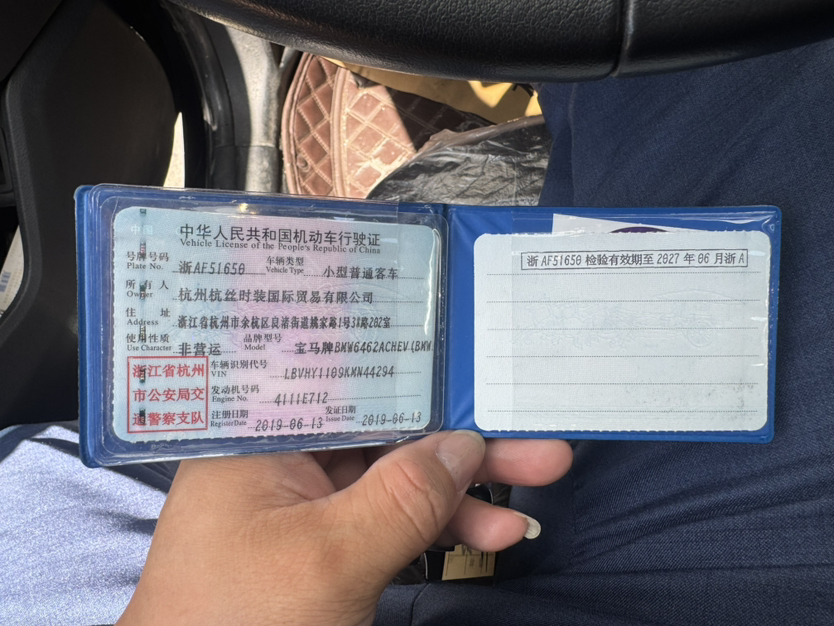 中国
中华人民共和国机动车行驶证
Vehicle License of the People's Republic of China
号牌号码 浙AF51650 车辆类型 小型普通客车
Plate No. Vehicle Type
所有人 杭州杭丝时装国际贸易有限公司
Owner
住址 浙江省杭州市余杭区良渚街道姚家路1号3#路202室
Address
使用性质 非营运 品牌型号 宝马牌BMW6462ACHEV(BMW
Use Character Model
浙江省杭州
市公安局交
通警察支队
车辆识别代号 LBVHY1109KMN44294
VIN
发动机号码 4111E712
Engine No.
注册日期 2019-06-13 发证日期 2019-06-13
Register Date Issue Date
浙AF51650 检验有效期至 2027 年 06 月浙A